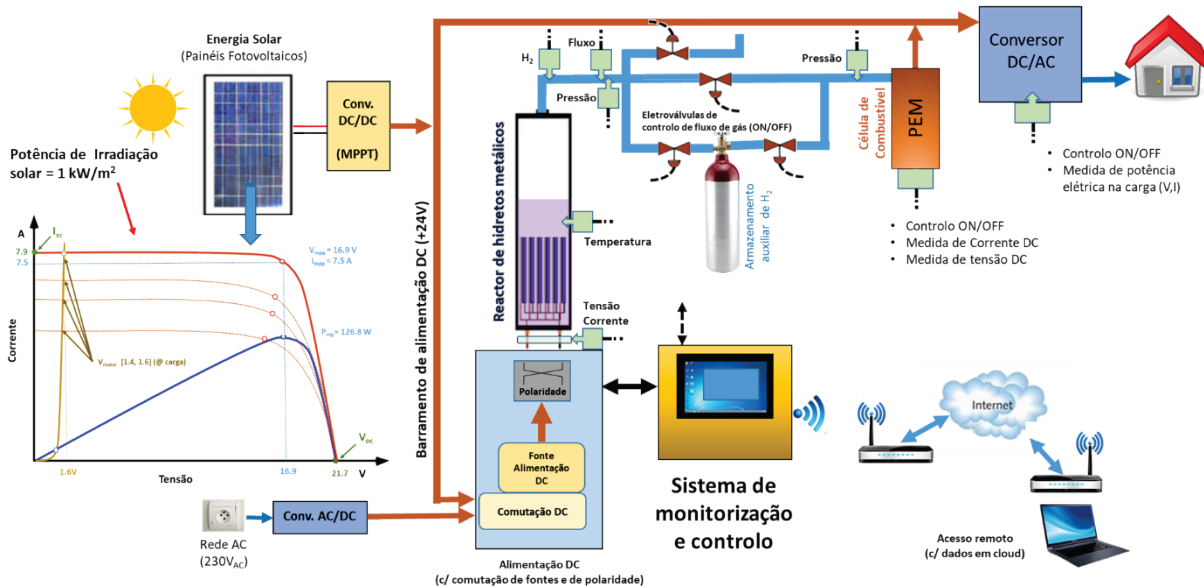 Energia Solar
(Painéis Fotovoltaicos)
Conv.
DC/DC
(MPPT)
Potência de Irradiação
solar = 1 kW/m²
A
Isc
7.9
7.5
Vmpp = 16.9 V
Impp = 7.5 A
Pmp = 126.8 W
Corrente
[1.4, 1.6] (@ carga)
Voc
1.6V
16.9
21.7
V
Tensão
Rede AC
(230VAC)
Conv. AC/DC
Barramento de alimentação DC (+24V)
H2
Fluxo
Pressão
Pressão
Eletroválvulas de
controlo de fluxo de gás (ON/OFF)
Reactor de hidretos metálicos
Temperatura
Armazenamento
auxiliar de H2
Tensão
Corrente
Polaridade
Fonte
Alimentação
DC
Comutação DC
Alimentação DC
(c/ comutação de fontes e de polaridade)
Célula de
Combustível
PEM
• Controlo ON/OFF
• Medida de Corrente DC
• Medida de tensão DC
Conversor
DC/AC
• Controlo ON/OFF
• Medida de potência
elétrica na carga (V,I)
Sistema de
monitorização
e controlo
Internet
Acesso remoto
(c/ dados em cloud)